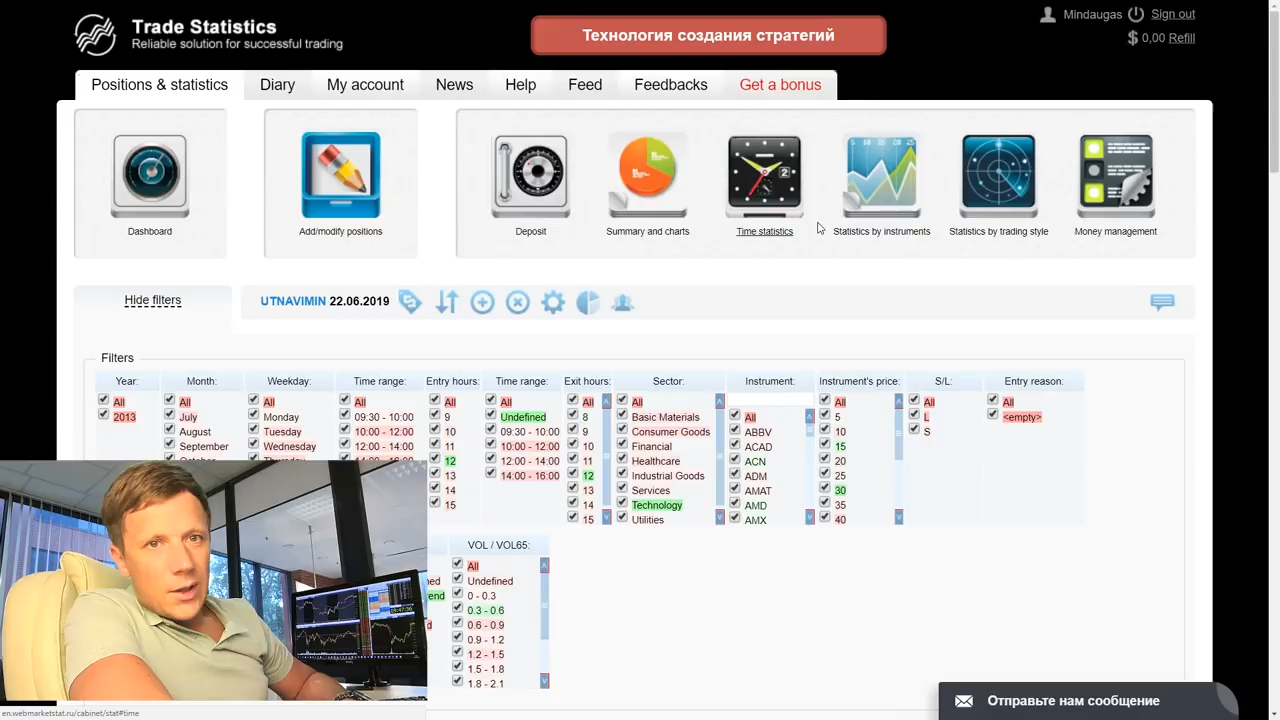 Trade Statistics
Reliable solution for successful trading
Технология создания стратегий
Mindaugas Sign out
$ 0,00 Refill
Positions & statistics Diary My account News Help Feed Feedbacks Get a bonus
Dashboard Add/modify positions Deposit Summary and charts Time statistics Statistics by instruments Statistics by trading style Money management
Hide filters UTNAVIMIN 22.06.2019
Filters
Year: Month: Weekday: Time range: Entry hours: Time range: Exit hours: Sector: Instrument: Instrument's price: S/L: Entry reason:
All All All All All All All All All All All
2013 July Monday 09:30 - 10:00 9 Undefined 8 Basic Materials All 5 L <empty>
August Tuesday 10:00 - 12:00 10 09:30 - 10:00 9 Consumer Goods ABBV 10 S
September Wednesday 12:00 - 14:00 11 10:00 - 12:00 10 Financial ACAD 15
12 12:00 - 14:00 11 Healthcare ACN 20
13 14:00 - 16:00 12 Industrial Goods ADM 25
14 13 Services AMAT 30
15 14 Technology AMD 35
15 Utilities AMX 40
VOL / VOL65:
All
Undefined
0 - 0.3
0.3 - 0.6
0.6 - 0.9
0.9 - 1.2
1.2 - 1.5
1.5 - 1.8
1.8 - 2.1
09:47:36
Отправьте нам сообщение
en.webmarketstat.ru/cabinet/stat#time